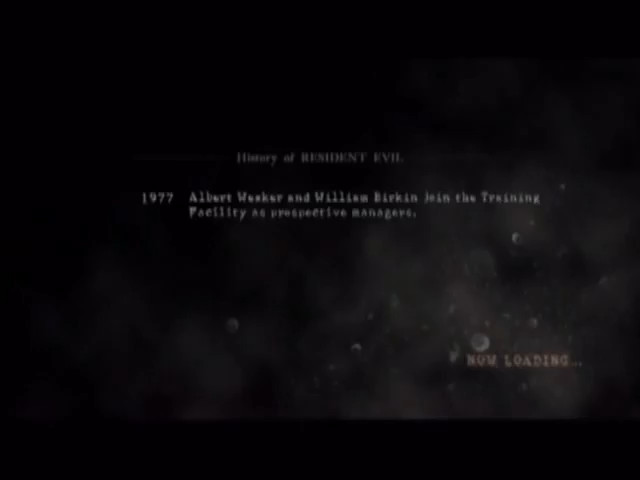 History of RESIDENT EVIL
1977 Albert Wesker and William Birkin join the Training
Facility as prospective managers.
NOW LOADING...